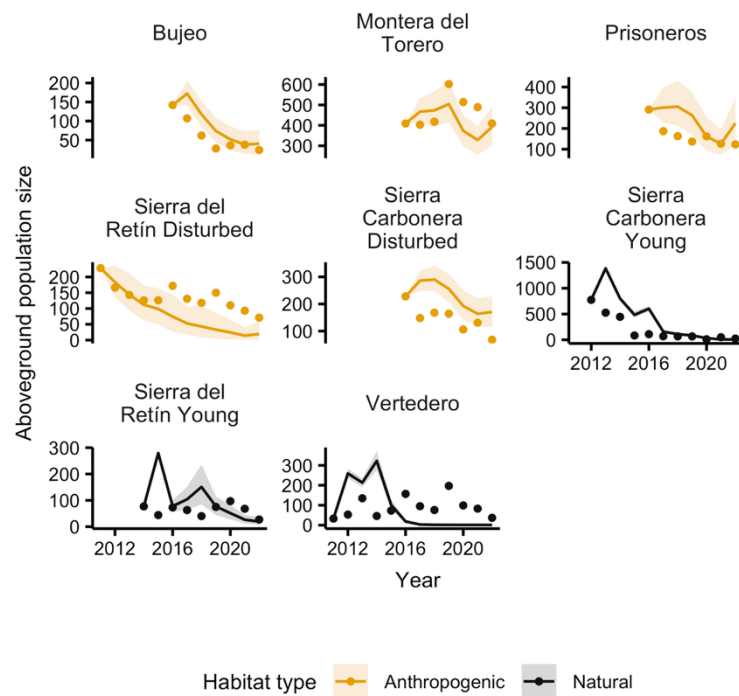 Bujeo
Montera del
Torero
Prisoneros
200
150
100
50
600
500
400
300
400
300
200
100
Aboveground population size
Sierra del
Retín Disturbed
Sierra
Carbonera
Disturbed
Sierra
Carbonera
Young
200
150
100
50
0
300
200
100
1500
1000
500
0
2012 2016 2020
Sierra del
Retín Young
Vertedero
300
200
100
0
300
200
100
0
2012 2016 2020
2012 2016 2020
Year
Habitat type Anthropogenic Natural